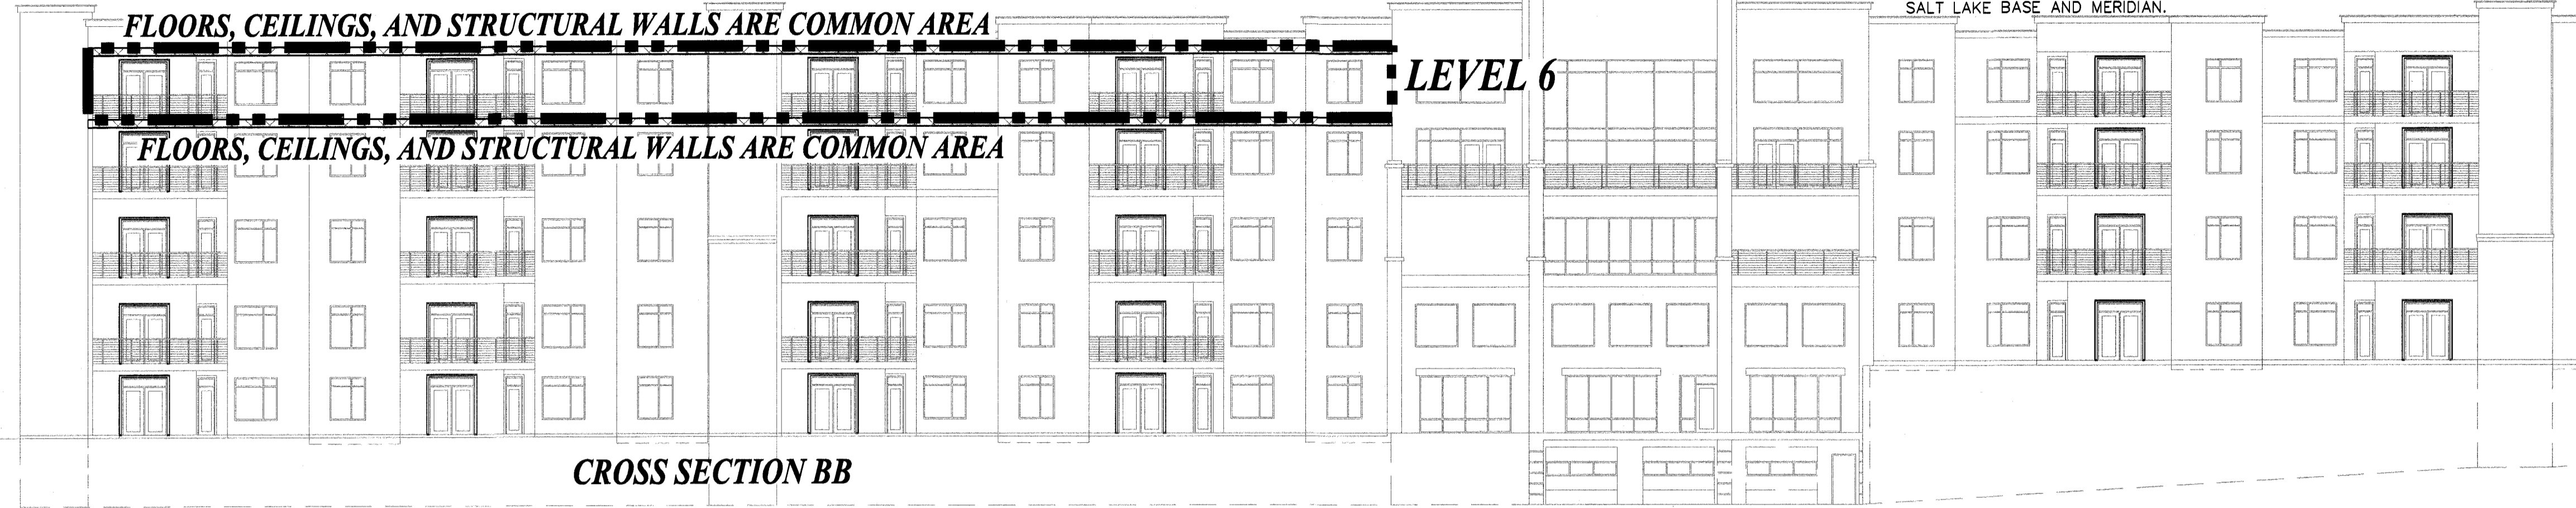 SALT LAKE BASE AND MERIDIAN.
FLOORS, CEILINGS, AND STRUCTURAL WALLS ARE COMMON AREA
LEVEL 6
FLOORS, CEILINGS, AND STRUCTURAL WALLS ARE COMMON AREA
CROSS SECTION BB